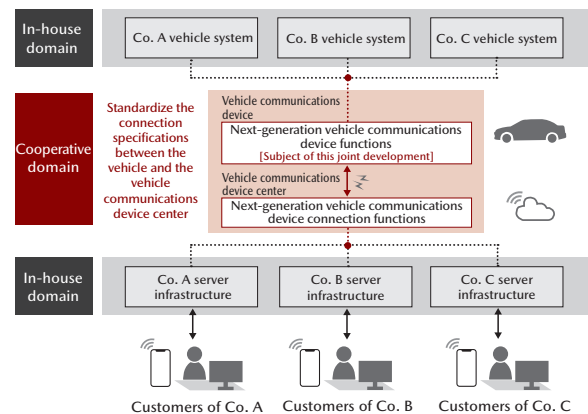 In-house
domain
Co. A vehicle system
Co. B vehicle system
Co. C vehicle system
Cooperative
domain
Standardize the
connection
specifications
between the
vehicle and the
vehicle
communications
device center
Vehicle communications
device
Next-generation vehicle communications
device functions
[Subject of this joint development]
Vehicle communications
device center
Next-generation vehicle communications
device connection functions
In-house
domain
Co. A server
infrastructure
Co. B server
infrastructure
Co. C server
infrastructure
Customers of Co. A
Customers of Co. B
Customers of Co. C